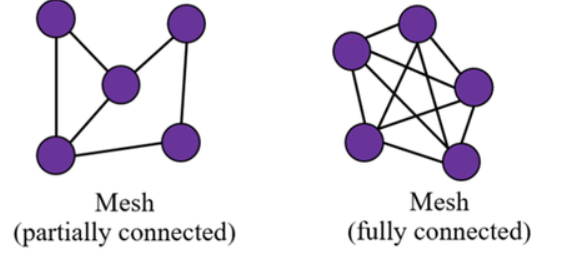 Mesh
(partially connected)
Mesh
(fully connected)